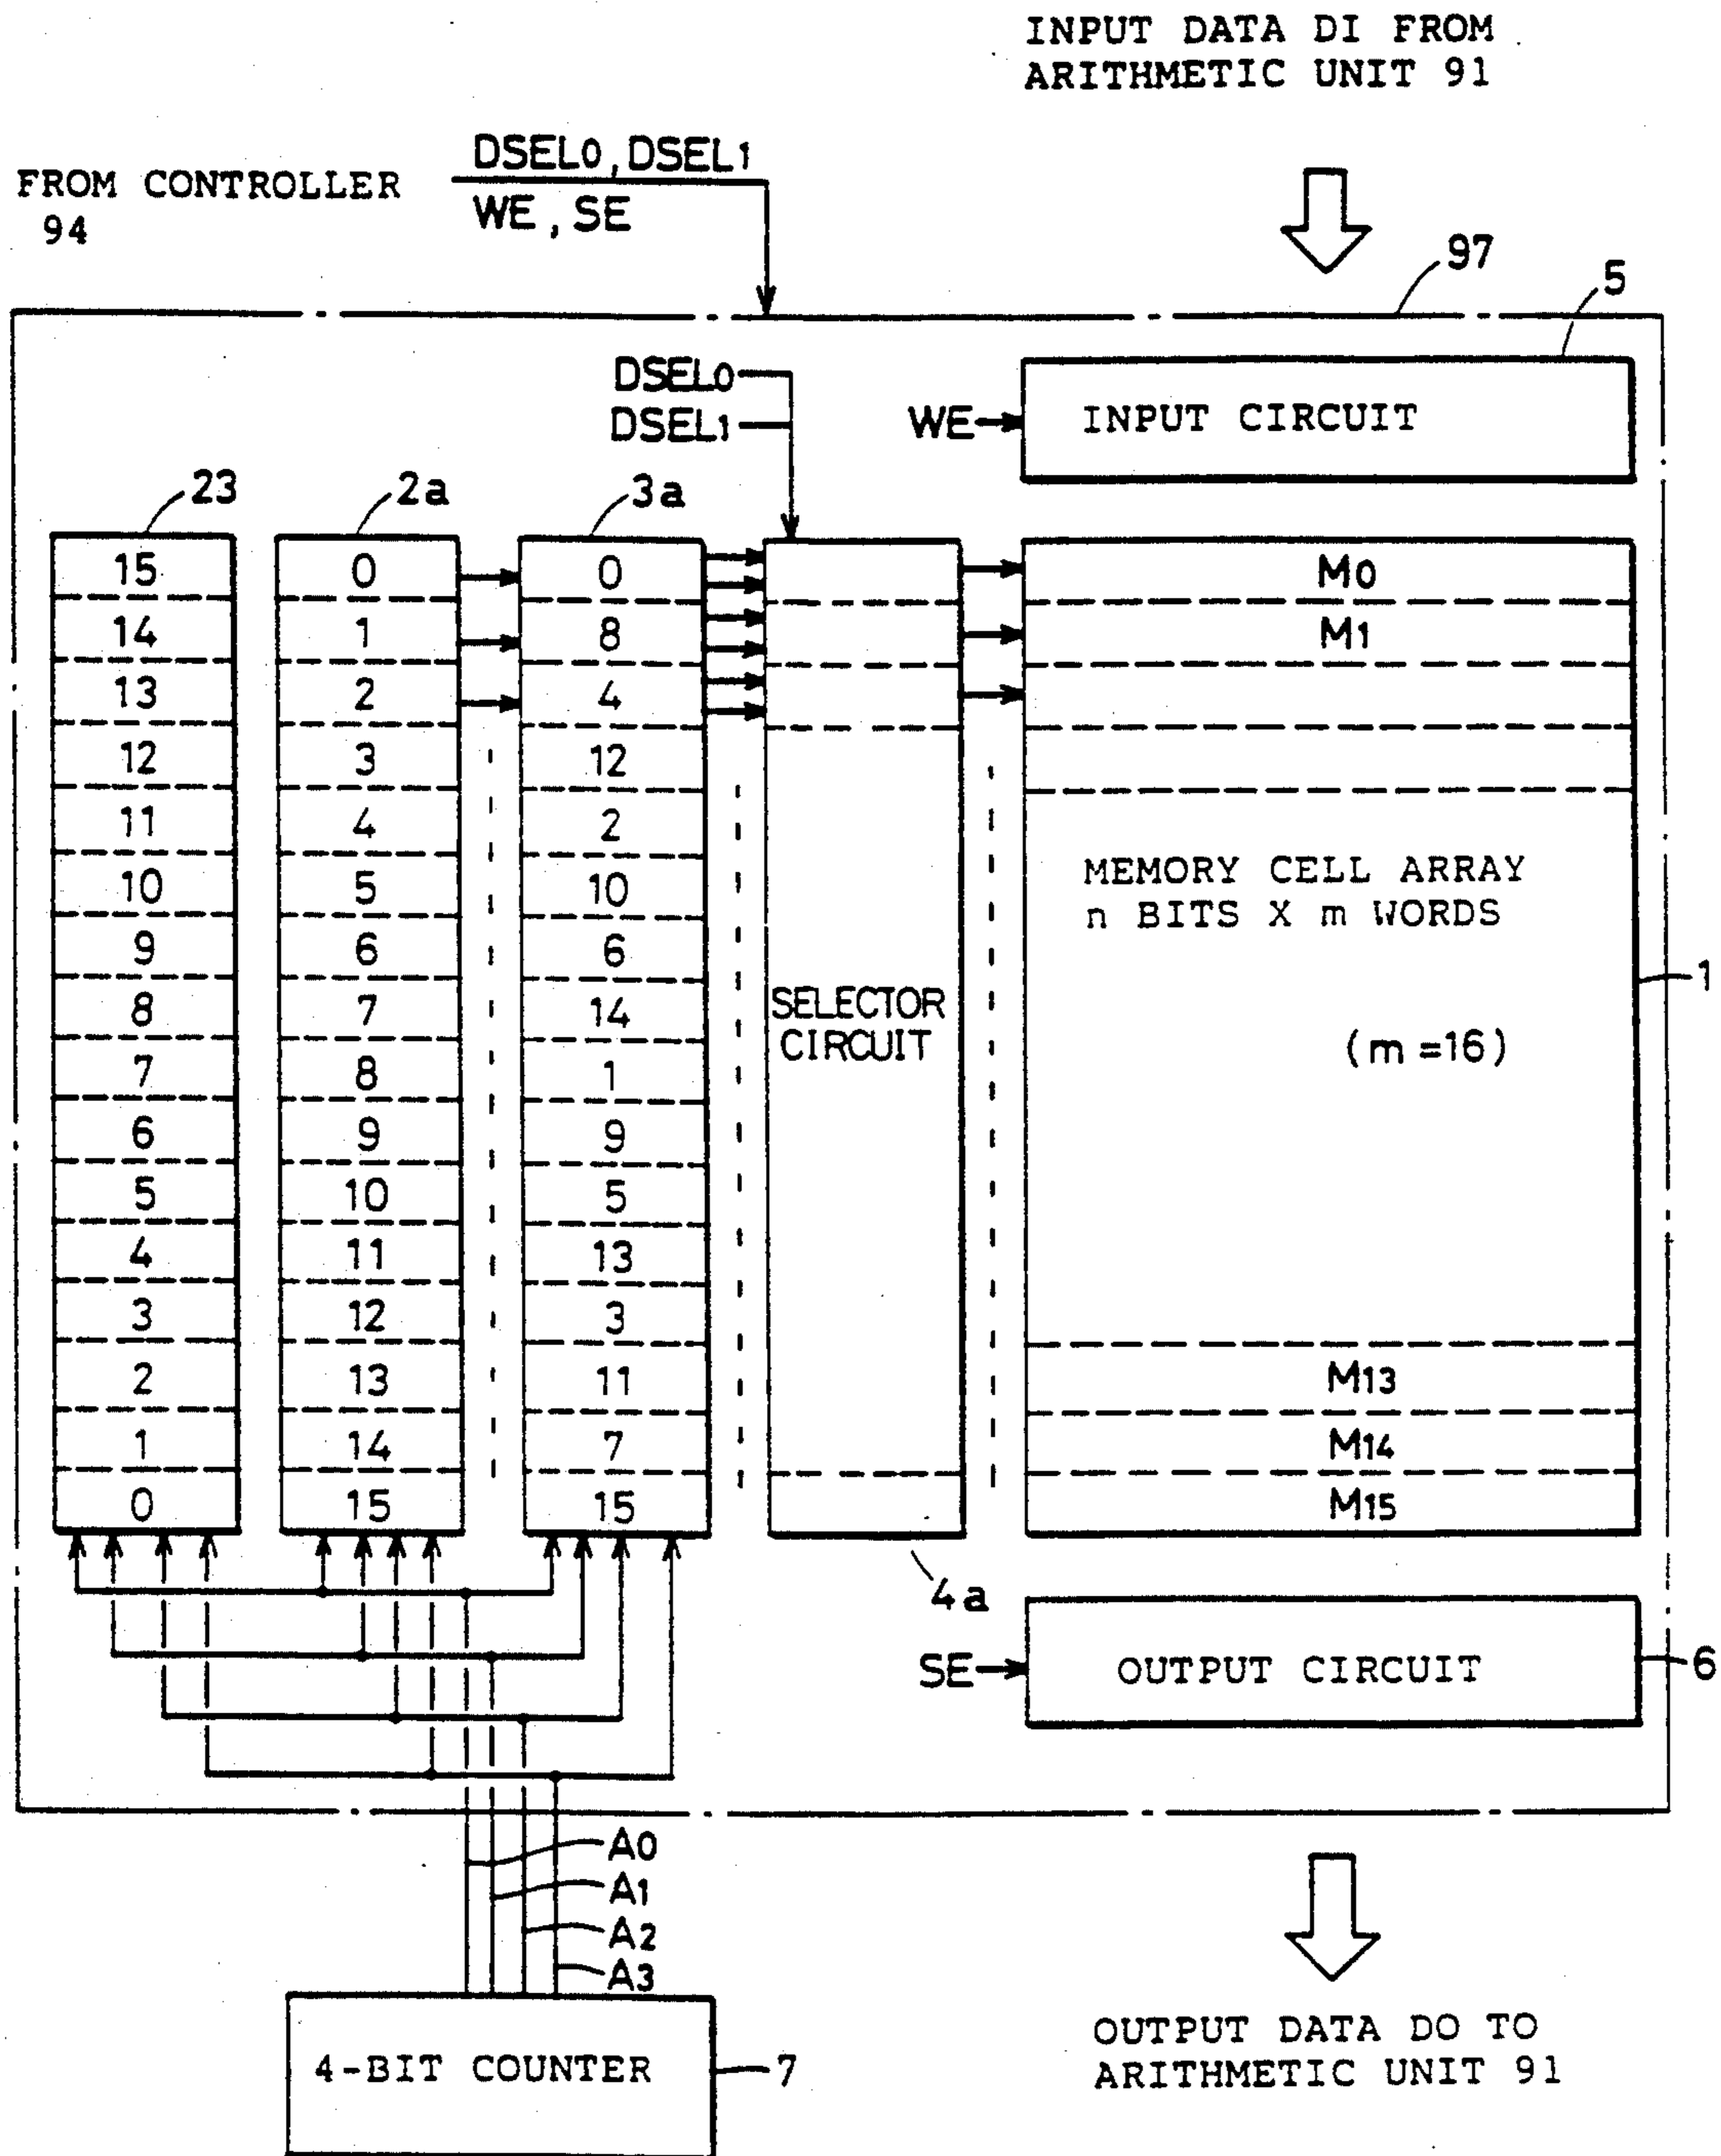 INPUT DATA DI FROM
ARITHMETIC UNIT 91
DSEL0, DSEL1
FROM CONTROLLER
94
WE, SE
97
5
DSEL0
DSEL1
WE
INPUT CIRCUIT
23
2a
3a
15 0 0 M0
14 1 8 M1
13 2 4
12 3 12
11 4 2
10 5 10
9 6 6
8 7 14
7 8 1
6 9 9
5 10 5
4 11 13
3 12 3
2 13 11 M13
1 14 7 M14
0 15 15 M15
SELECTOR
CIRCUIT
MEMORY CELL ARRAY
n BITS X m WORDS
(m=16)
1
4a
SE
OUTPUT CIRCUIT
6
A0
A1
A2
A3
4-BIT COUNTER
7
OUTPUT DATA DO TO
ARITHMETIC UNIT 91